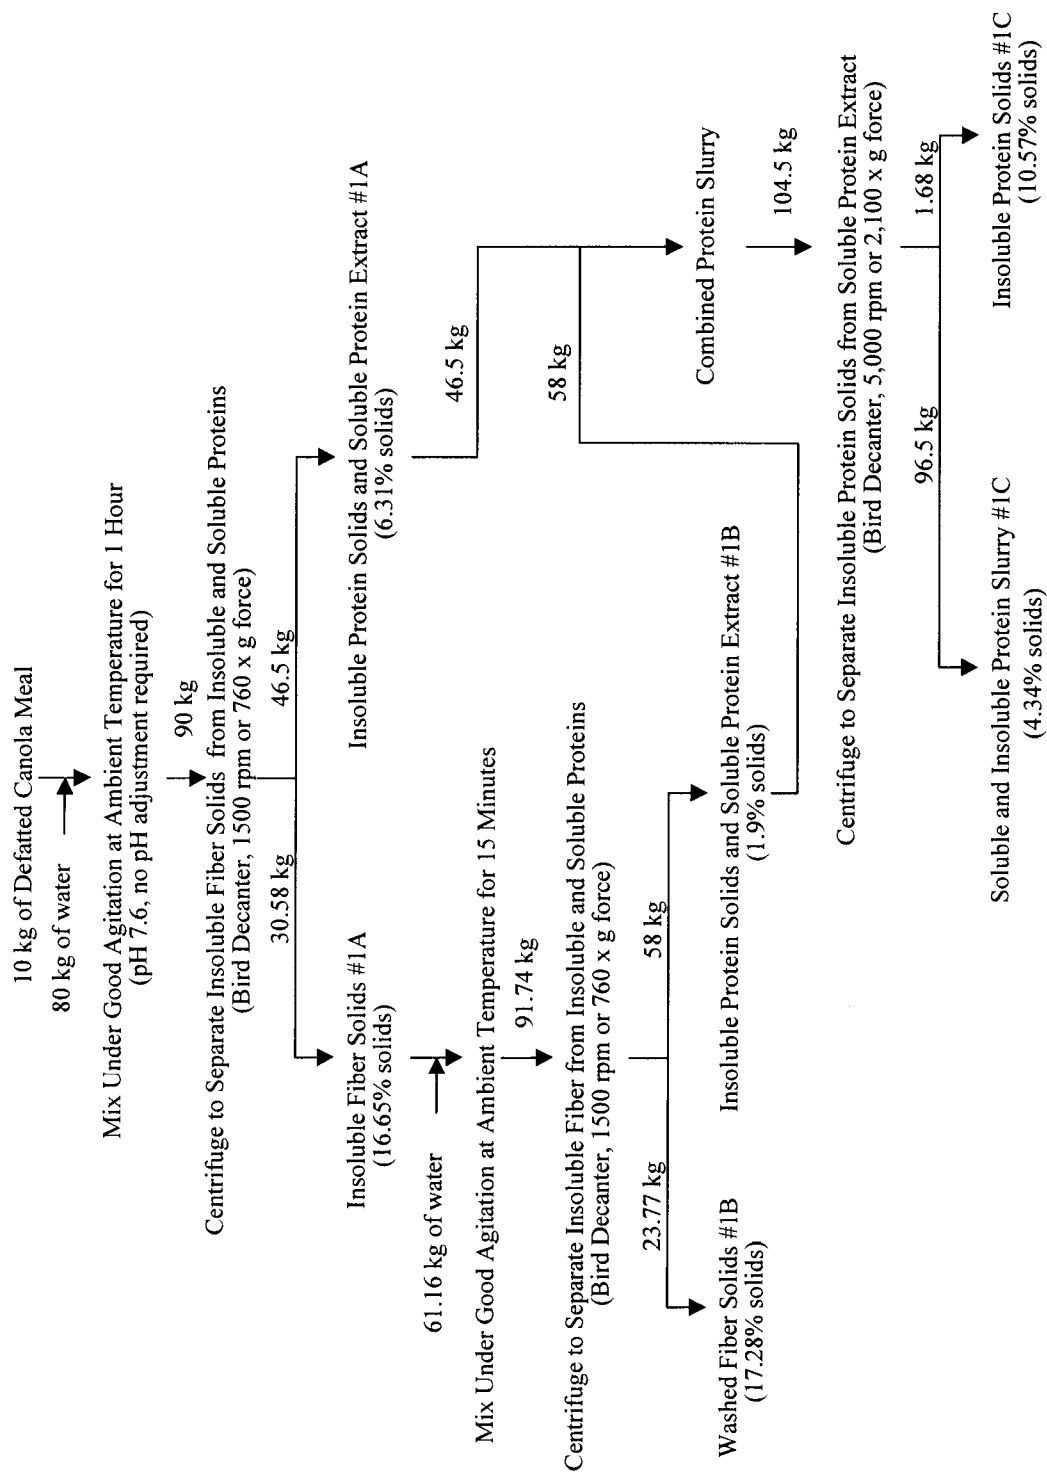 10 kg of Defatted Canola Meal
80 kg of water
Mix Under Good Agitation at Ambient Temperature for 1 Hour
(pH 7.6, no pH adjustment required)
90 kg
Centrifuge to Separate Insoluble Fiber Solids from Insoluble and Soluble Proteins
(Bird Decanter, 1500 rpm or 760 x g force)
30.58 kg
46.5 kg
Insoluble Fiber Solids #1A
(16.65% solids)
Insoluble Protein Solids and Soluble Protein Extract #1A
(6.31% solids)
61.16 kg of water
46.5 kg
Mix Under Good Agitation at Ambient Temperature for 15 Minutes
91.74 kg
58 kg
Centrifuge to Separate Insoluble Fiber from Insoluble and Soluble Proteins
(Bird Decanter, 1500 rpm or 760 x g force)
23.77 kg
58 kg
Washed Fiber Solids #1B
(17.28% solids)
Insoluble Protein Solids and Soluble Protein Extract #1B
(1.9% solids)
Combined Protein Slurry
104.5 kg
Centrifuge to Separate Insoluble Protein Solids from Soluble Protein Extract
(Bird Decanter, 5,000 rpm or 2,100 x g force)
96.5 kg
1.68 kg
Soluble and Insoluble Protein Slurry #1C
(4.34% solids)
Insoluble Protein Solids #1C
(10.57% solids)